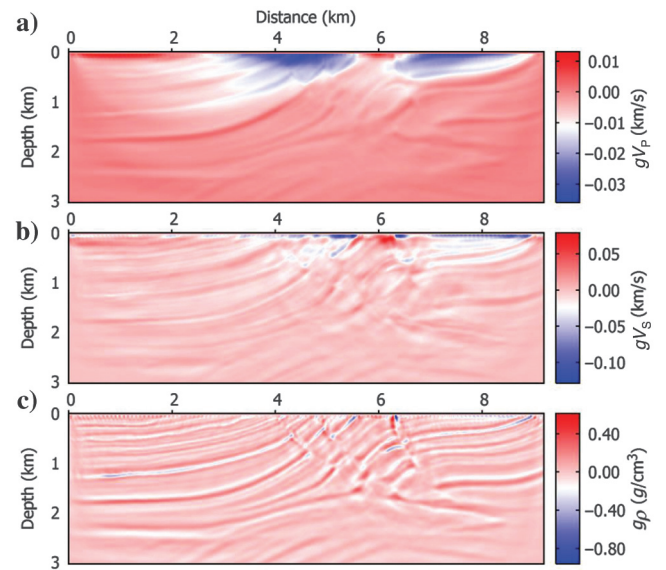 a)
Distance (km)
0 2 4 6 8
0
1
2
3
Depth (km)
0.01
0.00
−0.01
−0.02
−0.03
gVP (km/s)
b)
0 2 4 6 8
0
1
2
3
Depth (km)
0.05
0.00
−0.05
−0.10
gVS (km/s)
c)
0 2 4 6 8
0
1
2
3
Depth (km)
0.40
0.00
−0.40
−0.80
gρ (g/cm³)